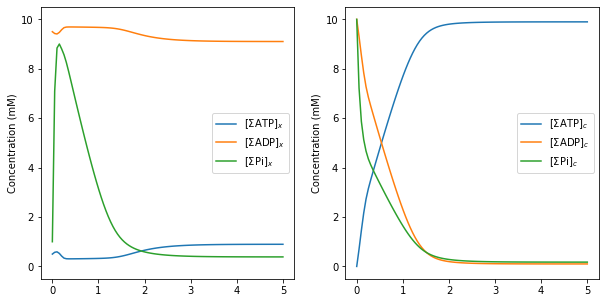 Concentration (mM)
10
8
6
4
2
0
0 1 2 3 4 5
[ΣATP]ₓ
[ΣADP]ₓ
[ΣPi]ₓ
Concentration (mM)
10
8
6
4
2
0
0 1 2 3 4 5
[ΣATP]c
[ΣADP]c
[ΣPi]c